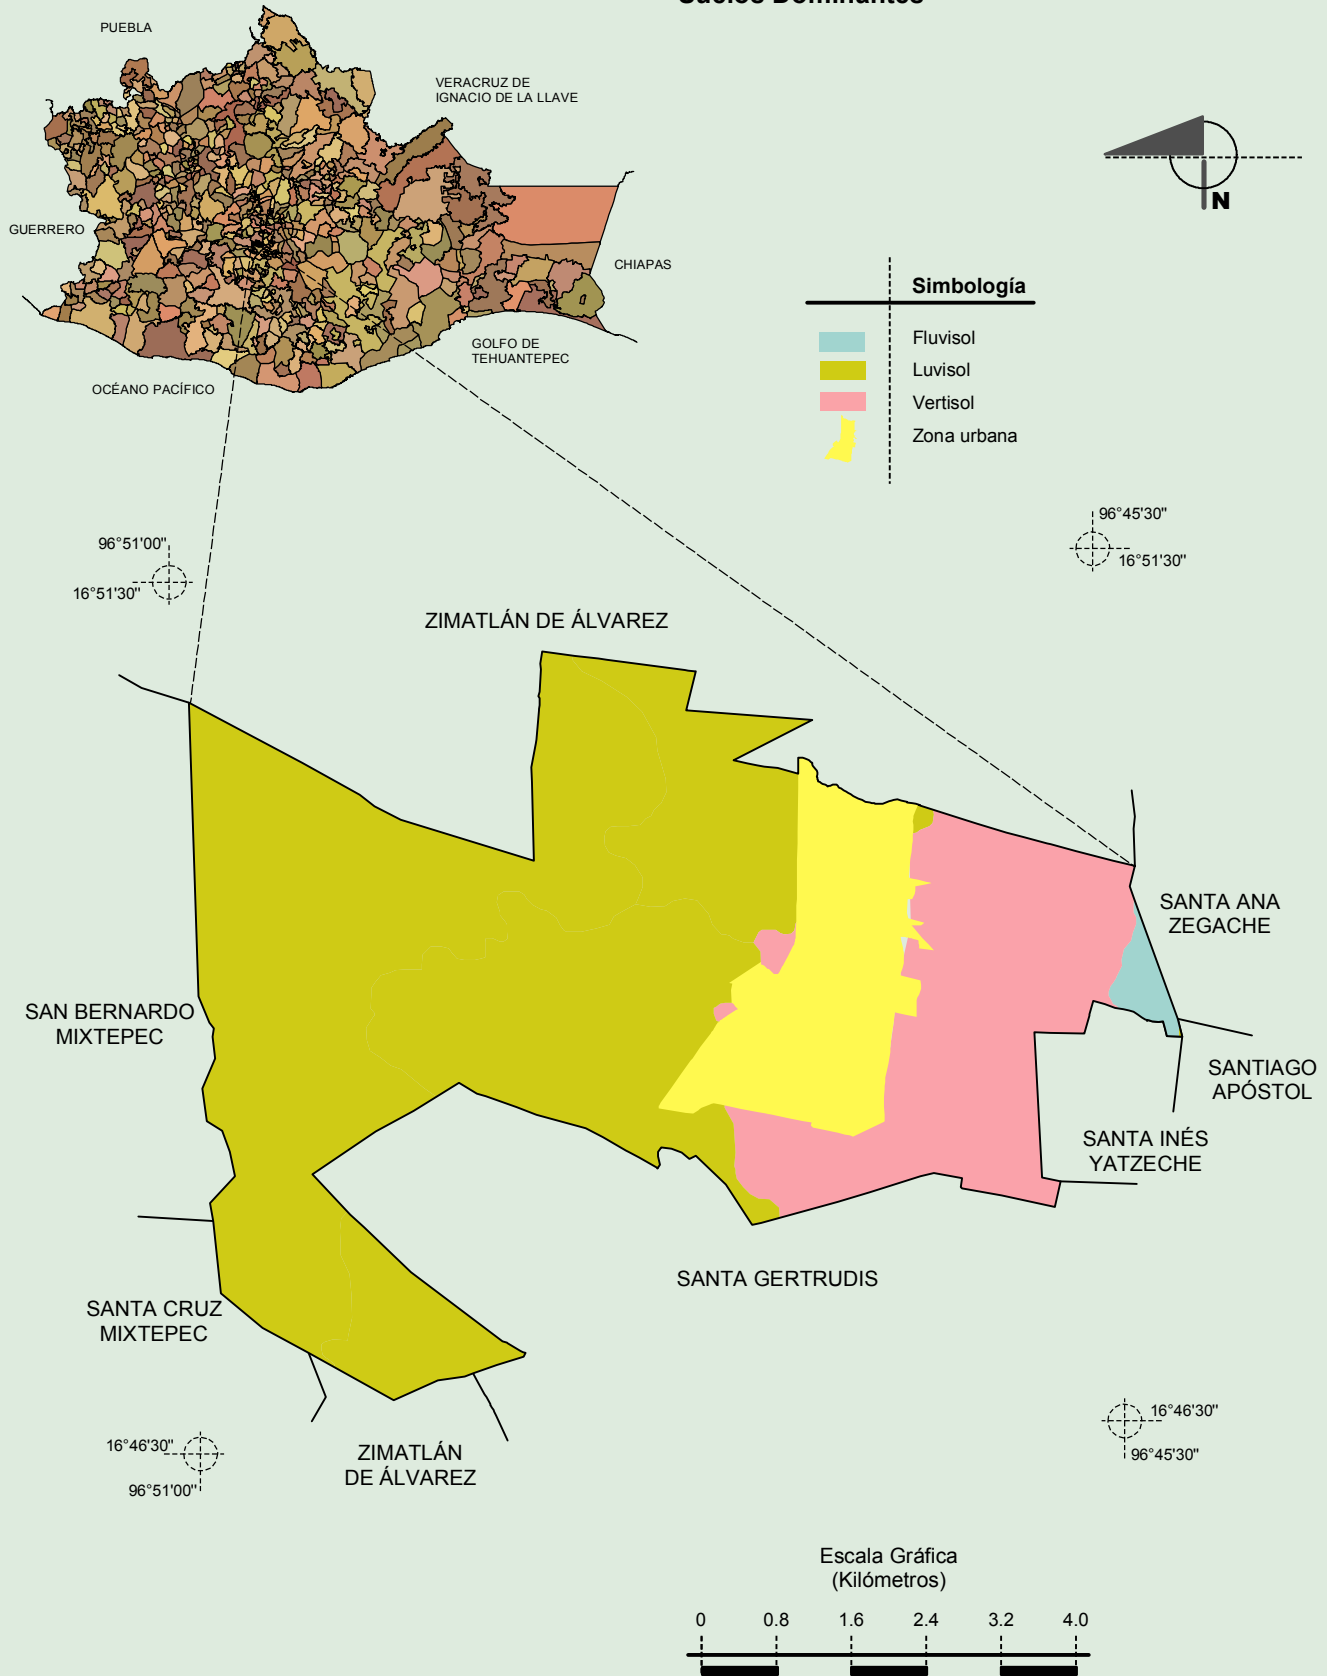 Suelos Dominantes
PUEBLA
VERACRUZ DE
IGNACIO DE LA LLAVE
GUERRERO
CHIAPAS
GOLFO DE
TEHUANTEPEC
OCÉANO PACÍFICO
N
Simbología
Fluvisol
Luvisol
Vertisol
Zona urbana
96°51'00"
16°51'30"
96°45'30"
16°51'30"
ZIMATLÁN DE ÁLVAREZ
SANTA ANA
ZEGACHE
SAN BERNARDO
MIXTEPEC
SANTIAGO
APÓSTOL
SANTA INÉS
YATZECHE
SANTA GERTRUDIS
SANTA CRUZ
MIXTEPEC
ZIMATLÁN
DE ÁLVAREZ
16°46'30"
96°51'00"
16°46'30"
96°45'30"
Escala Gráfica
(Kilómetros)
0 0.8 1.6 2.4 3.2 4.0